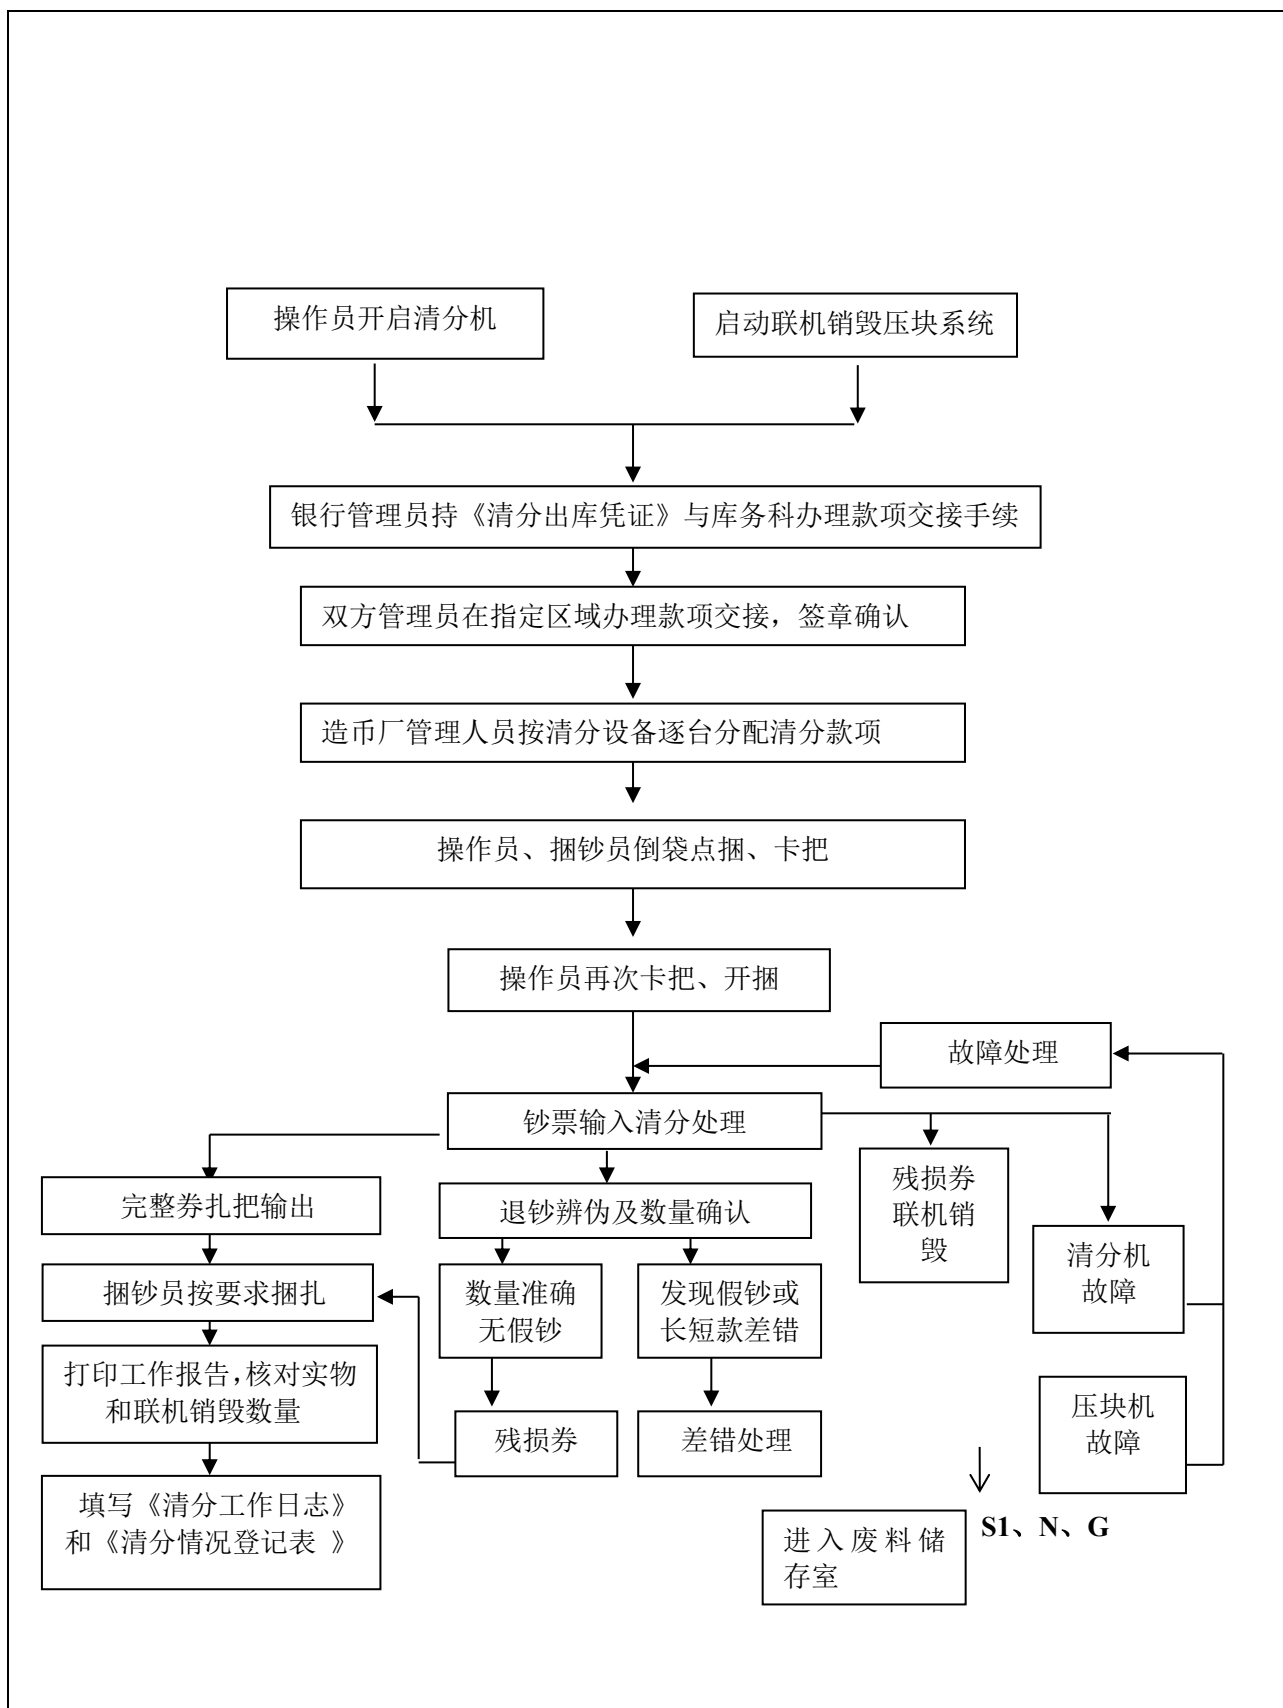 操作员开启清分机
启动联机销毁压块系统
银行管理员持《清分出库凭证》与库务科办理款项交接手续
双方管理员在指定区域办理款项交接，签章确认
造币厂管理人员按清分设备逐台分配清分款项
操作员、捆钞员倒袋点捆、卡把
操作员再次卡把、开捆
故障处理
钞票输入清分处理
完整券扎把输出
退钞辨伪及数量确认
残损券
联机销
毁
清分机
故障
捆钞员按要求捆扎
数量准确
无假钞
发现假钞或
长短款差错
打印工作报告，核对实物
和联机销毁数量
残损券
差错处理
压块机
故障
填写《清分工作日志》
和《清分情况登记表 》
进入废料储
存室
S1、N、G